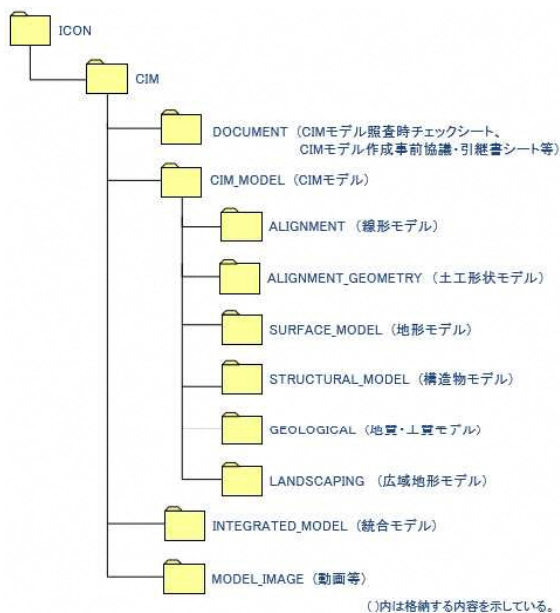 ICON
CIM
DOCUMENT (CIMモデル照査時チェックシート、
CIMモデル作成事前協議・引継書シート等)
CIM_MODEL (CIMモデル)
ALIGNMENT (線形モデル)
ALIGNMENT_GEOMETRY (土工形状モデル)
SURFACE_MODEL (地形モデル)
STRUCTURAL_MODEL (構造物モデル)
GEOLOGICAL (地質・土質モデル)
LANDSCAPING (広域地形モデル)
INTEGRATED_MODEL (統合モデル)
MODEL_IMAGE (動画等)
( )内は格納する内容を示している。